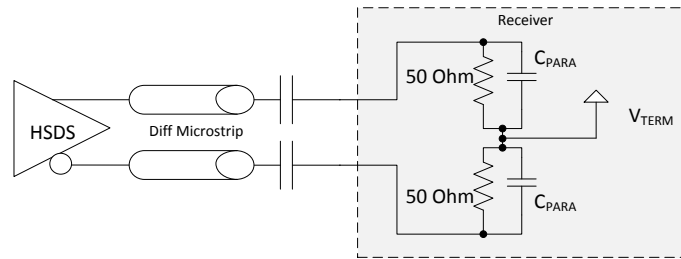 Receiver
50 Ohm
CPARA
HSDS
Diff Microstrip
VTERM
50 Ohm
CPARA